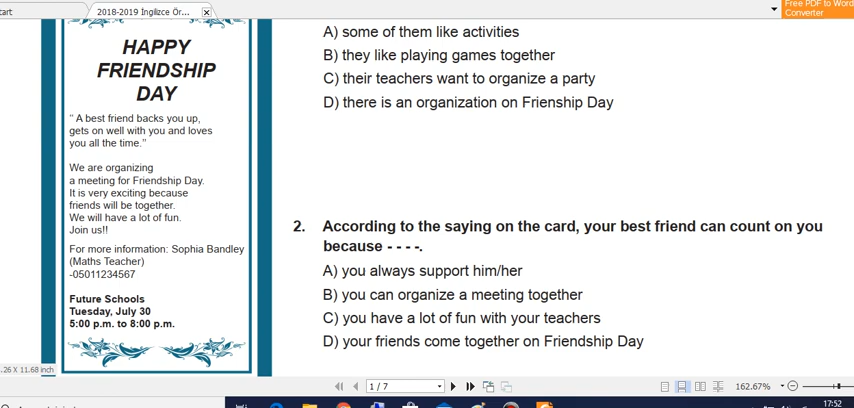 tart
2018-2019 İngilizce Ör...
Free PDF to Word
Converter
HAPPY
FRIENDSHIP
DAY
" A best friend backs you up,
gets on well with you and loves
you all the time."
We are organizing
a meeting for Friendship Day.
It is very exciting because
friends will be together.
We will have a lot of fun.
Join us!!
For more information: Sophia Bandley
(Maths Teacher)
-05011234567
Future Schools
Tuesday, July 30
5:00 p.m. to 8:00 p.m.
A) some of them like activities
B) they like playing games together
C) their teachers want to organize a party
D) there is an organization on Frienship Day
2. According to the saying on the card, your best friend can count on you
because - - - -.
A) you always support him/her
B) you can organize a meeting together
C) you have a lot of fun with your teachers
D) your friends come together on Friendship Day
.26 X 11.68 inch
1 / 7
162.67%
17:52